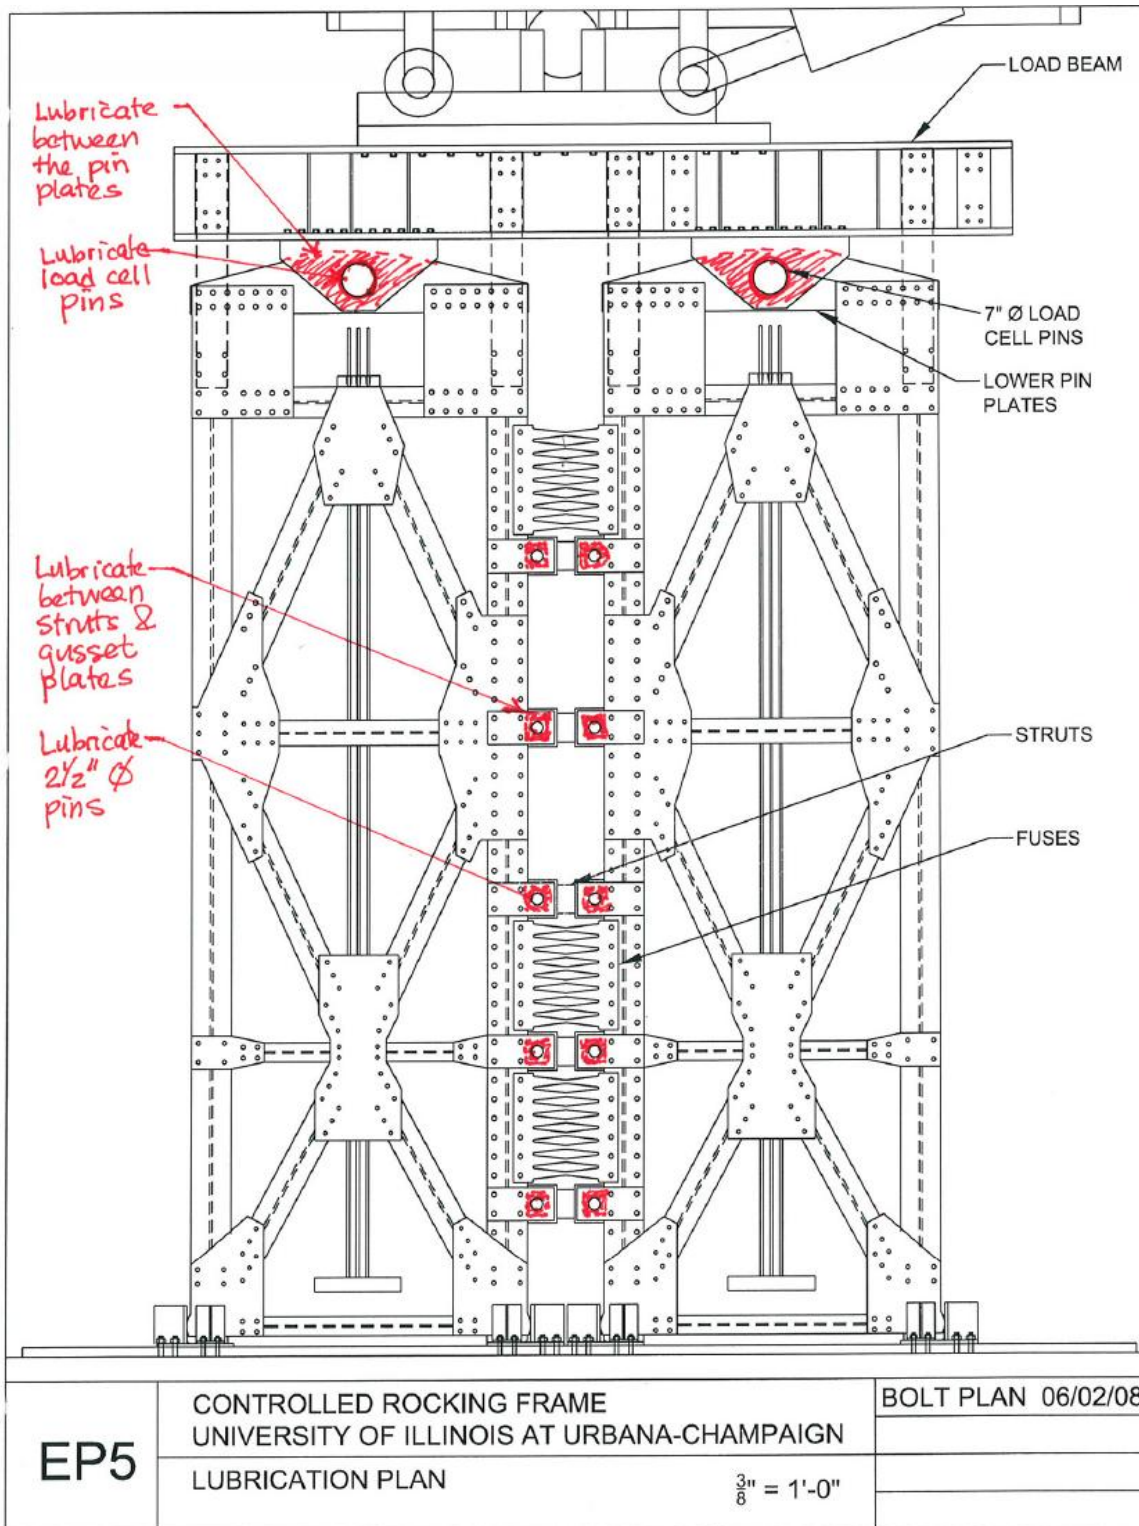 LOAD BEAM
Lubricate
between
the pin
plates
Lubricate
load cell
pins
7" Ø LOAD
CELL PINS
LOWER PIN
PLATES
Lubricate
between
struts &
gusset
plates
Lubricate
2½" Ø
pins
STRUTS
FUSES
EP5
CONTROLLED ROCKING FRAME
UNIVERSITY OF ILLINOIS AT URBANA-CHAMPAIGN
LUBRICATION PLAN
⅜" = 1'-0"
BOLT PLAN 06/02/08